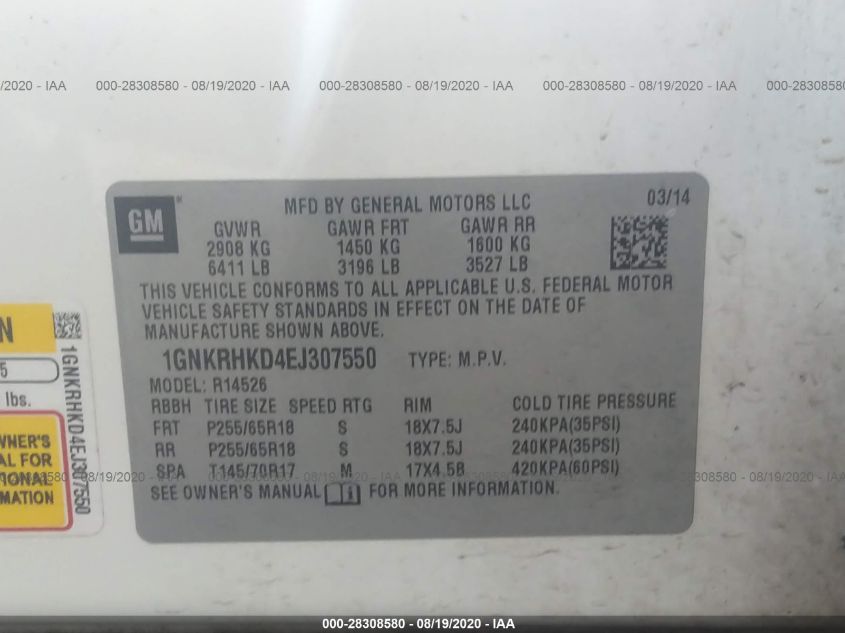 /2020 - IAA 000-28308580 - 08/19/2020 - IAA 000-28308580 - 08/19/2020 - IAA 000-28308580 - 08/19/2020 - IAA 000-2830858
GM
MFD BY GENERAL MOTORS LLC 03/14
GVWR GAWR FRT GAWR RR
2908 KG 1450 KG 1600 KG
6411 LB 3196 LB 3527 LB
THIS VEHICLE CONFORMS TO ALL APPLICABLE U.S. FEDERAL MOTOR
VEHICLE SAFETY STANDARDS IN EFFECT ON THE DATE OF
MANUFACTURE SHOWN ABOVE.
1GNKRHKD4EJ307550 TYPE: M.P.V.
MODEL: R14526
RBBH TIRE SIZE SPEED RTG RIM COLD TIRE PRESSURE
FRT P255/65R18 S 18X7.5J 240KPA(35PSI)
RR P255/65R18 S 18X7.5J 240KPA(35PSI)
SPA T145/70R17 M 17X4.5B 420KPA(60PSI)
SEE OWNER'S MANUAL FOR MORE INFORMATION.
N
5
lbs.
WNER'S
AL FOR
TIONAL
MATION
1GNKRHKD4EJ307550
000-28308580 - 08/19/2020 - IAA